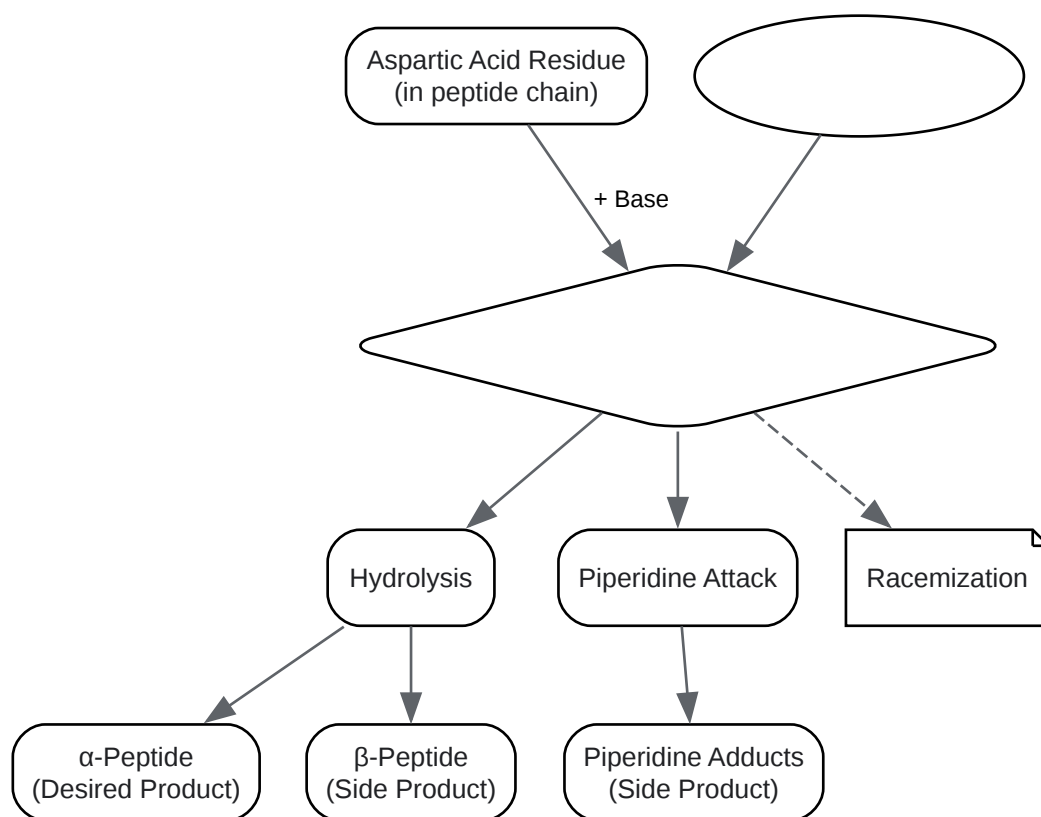 Aspartic Acid Residue
(in peptide chain)
+ Base
Hydrolysis
Piperidine Attack
Racemization
α-Peptide
(Desired Product)
β-Peptide
(Side Product)
Piperidine Adducts
(Side Product)